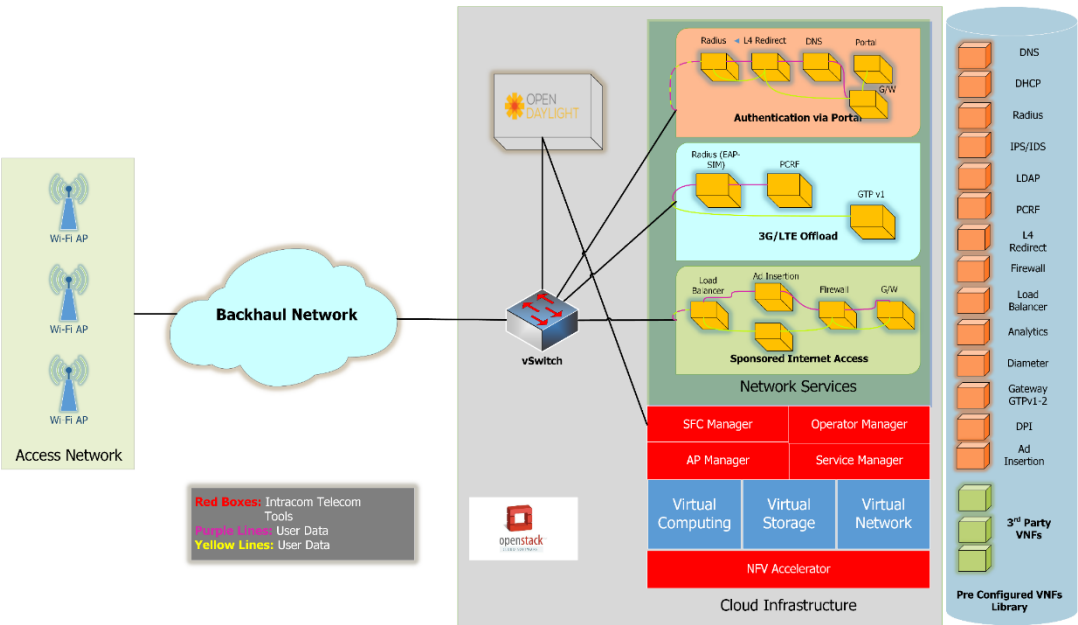 Wi-Fi AP
Wi-Fi AP
Wi-Fi AP
Access Network
Backhaul Network
OPEN
DAYLIGHT
vSwitch
Radius
L4 Redirect
DNS
Portal
G/W
Authentication via Portal
Radius (EAP-
SIM)
PCRF
GTP v1
3G/LTE Offload
Load
Balancer
Ad Insertion
Firewall
G/W
Sponsored Internet Access
Network Services
SFC Manager
Operator Manager
AP Manager
Service Manager
Virtual
Computing
Virtual
Storage
Virtual
Network
NFV Accelerator
Cloud Infrastructure
Red Boxes: Intracom Telecom
Tools
Purple Lines: User Data
Yellow Lines: User Data
openstack
CLOUD SOFTWARE
DNS
DHCP
Radius
IPS/IDS
LDAP
PCRF
L4
Redirect
Firewall
Load
Balancer
Analytics
Diameter
Gateway
GTPv1-2
DPI
Ad
Insertion
3rd Party
VNFs
Pre Configured VNFs
Library